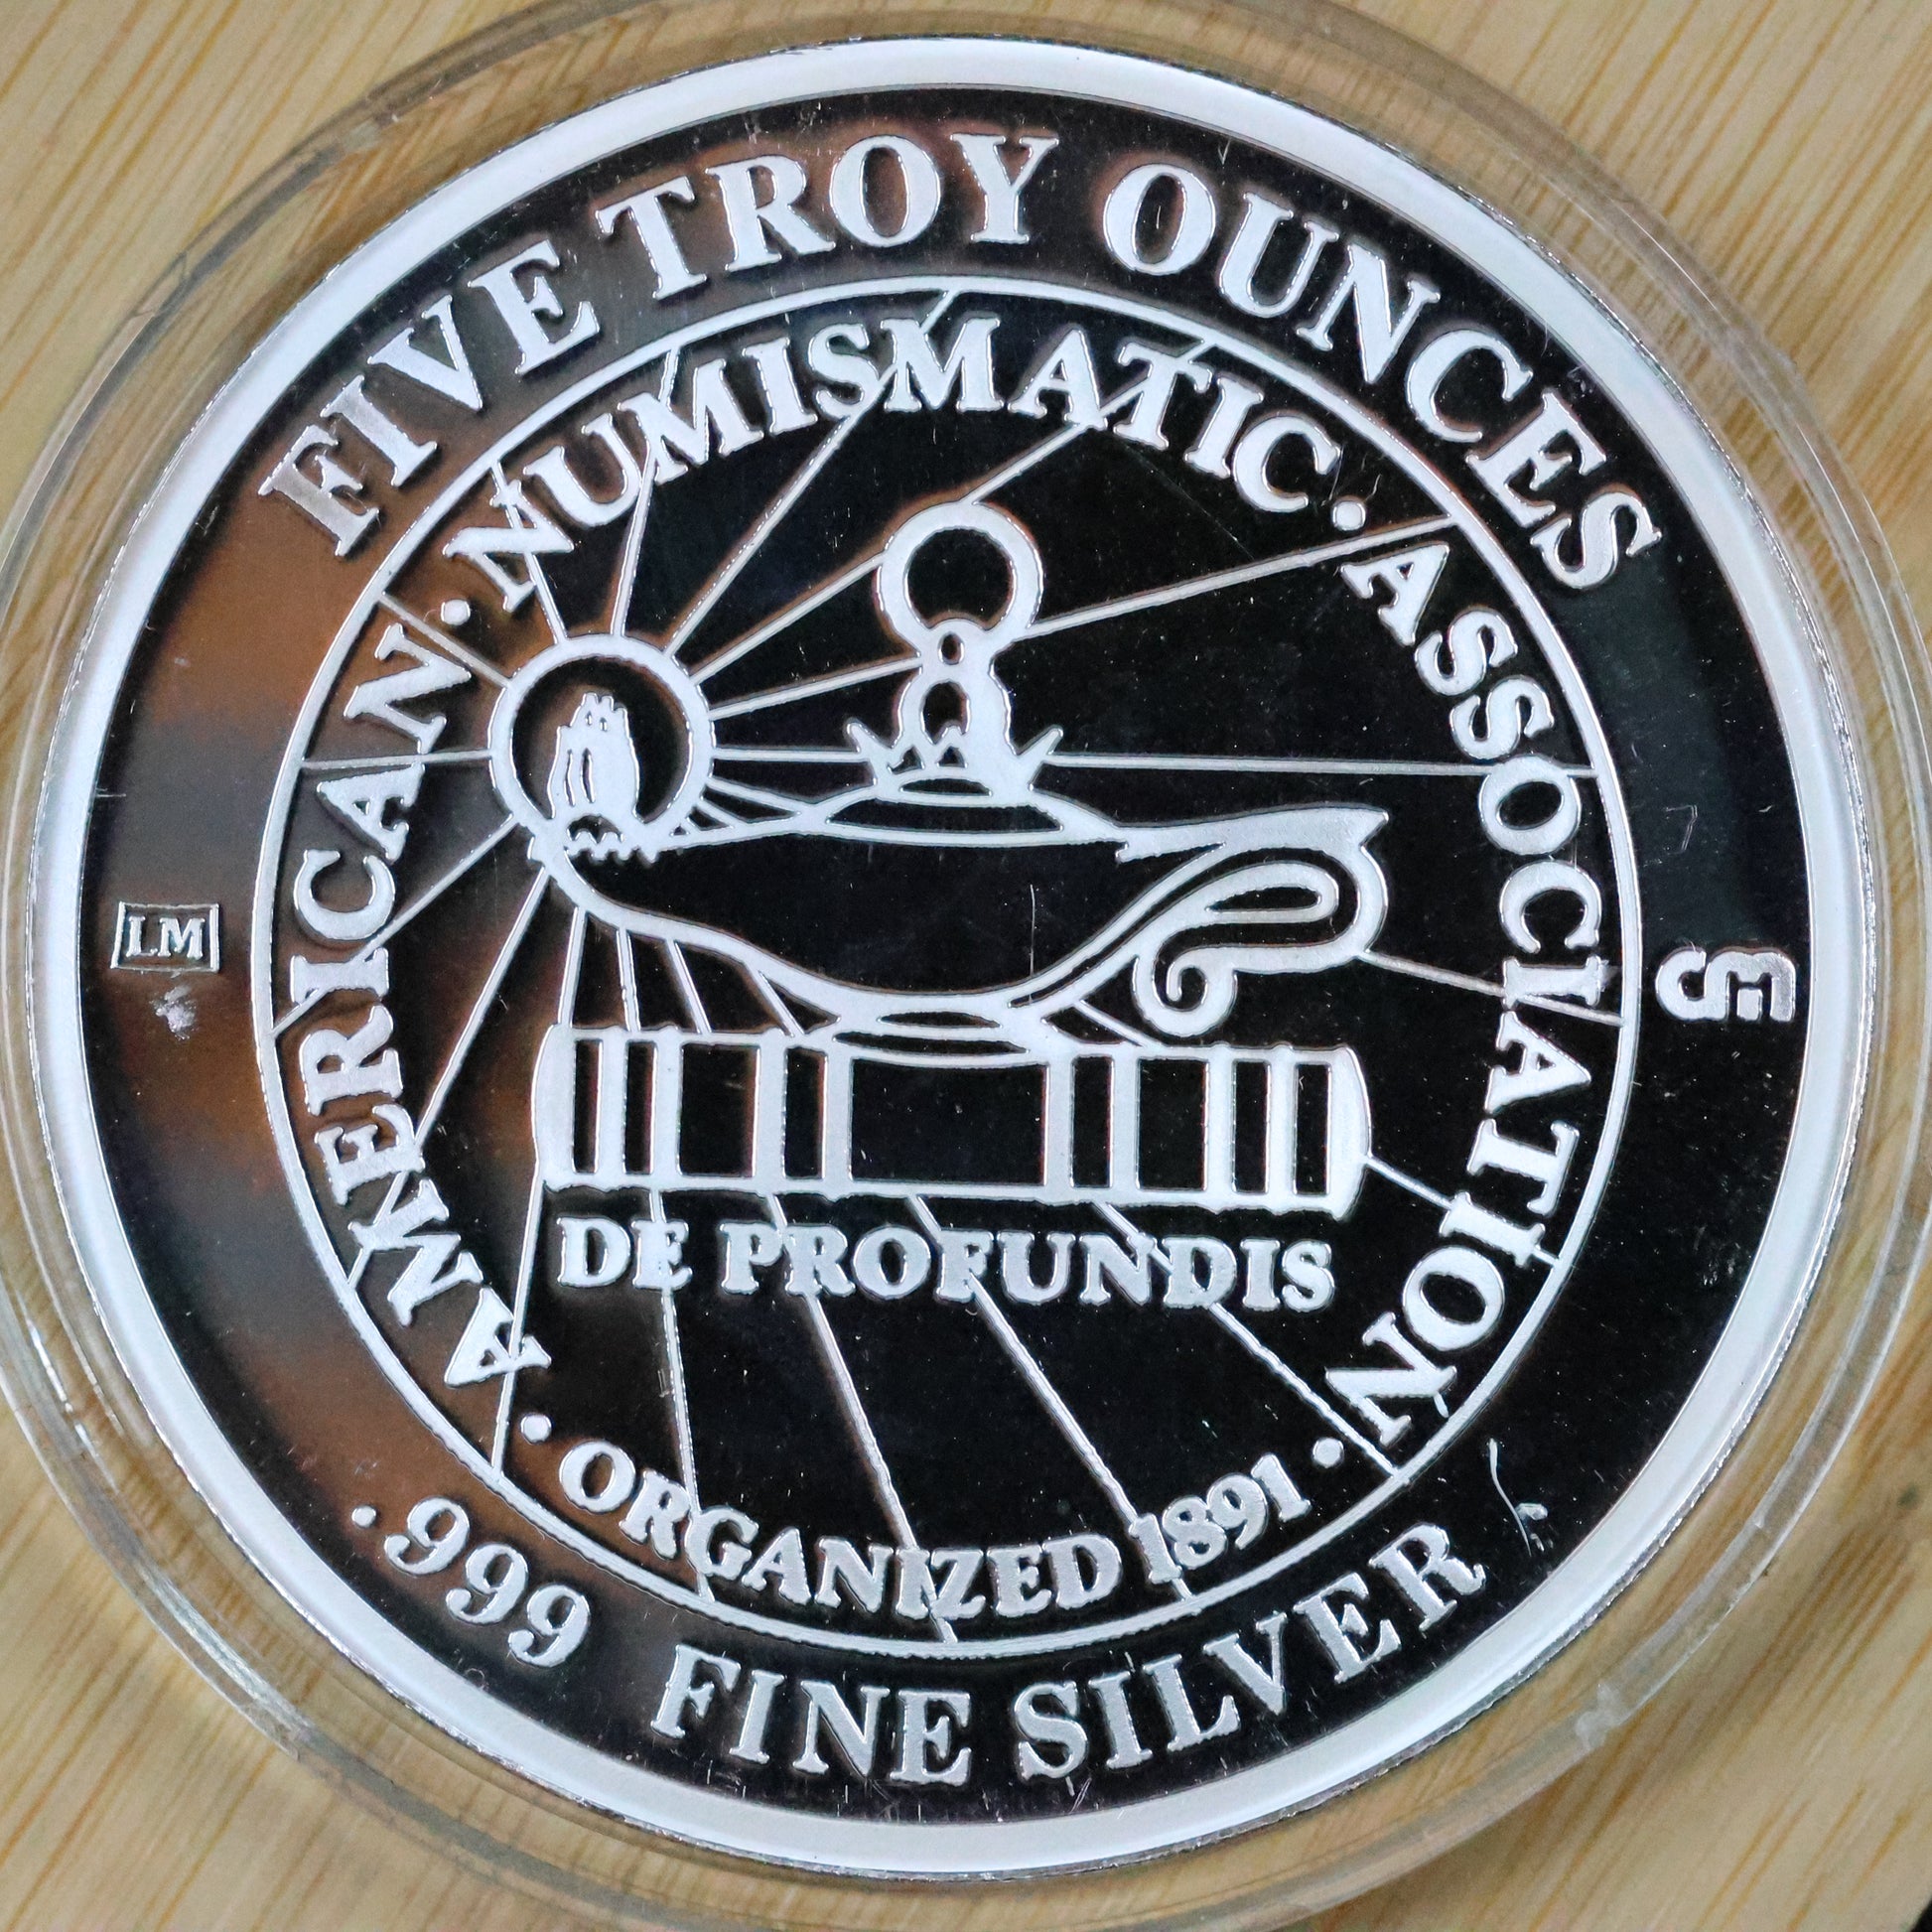 FIVE TROY OUNCES
AMERICAN · NUMISMATIC · ASSOCIATION
LM
DE PROFUNDIS
· ORGANIZED 1891 ·
.999 FINE SILVER